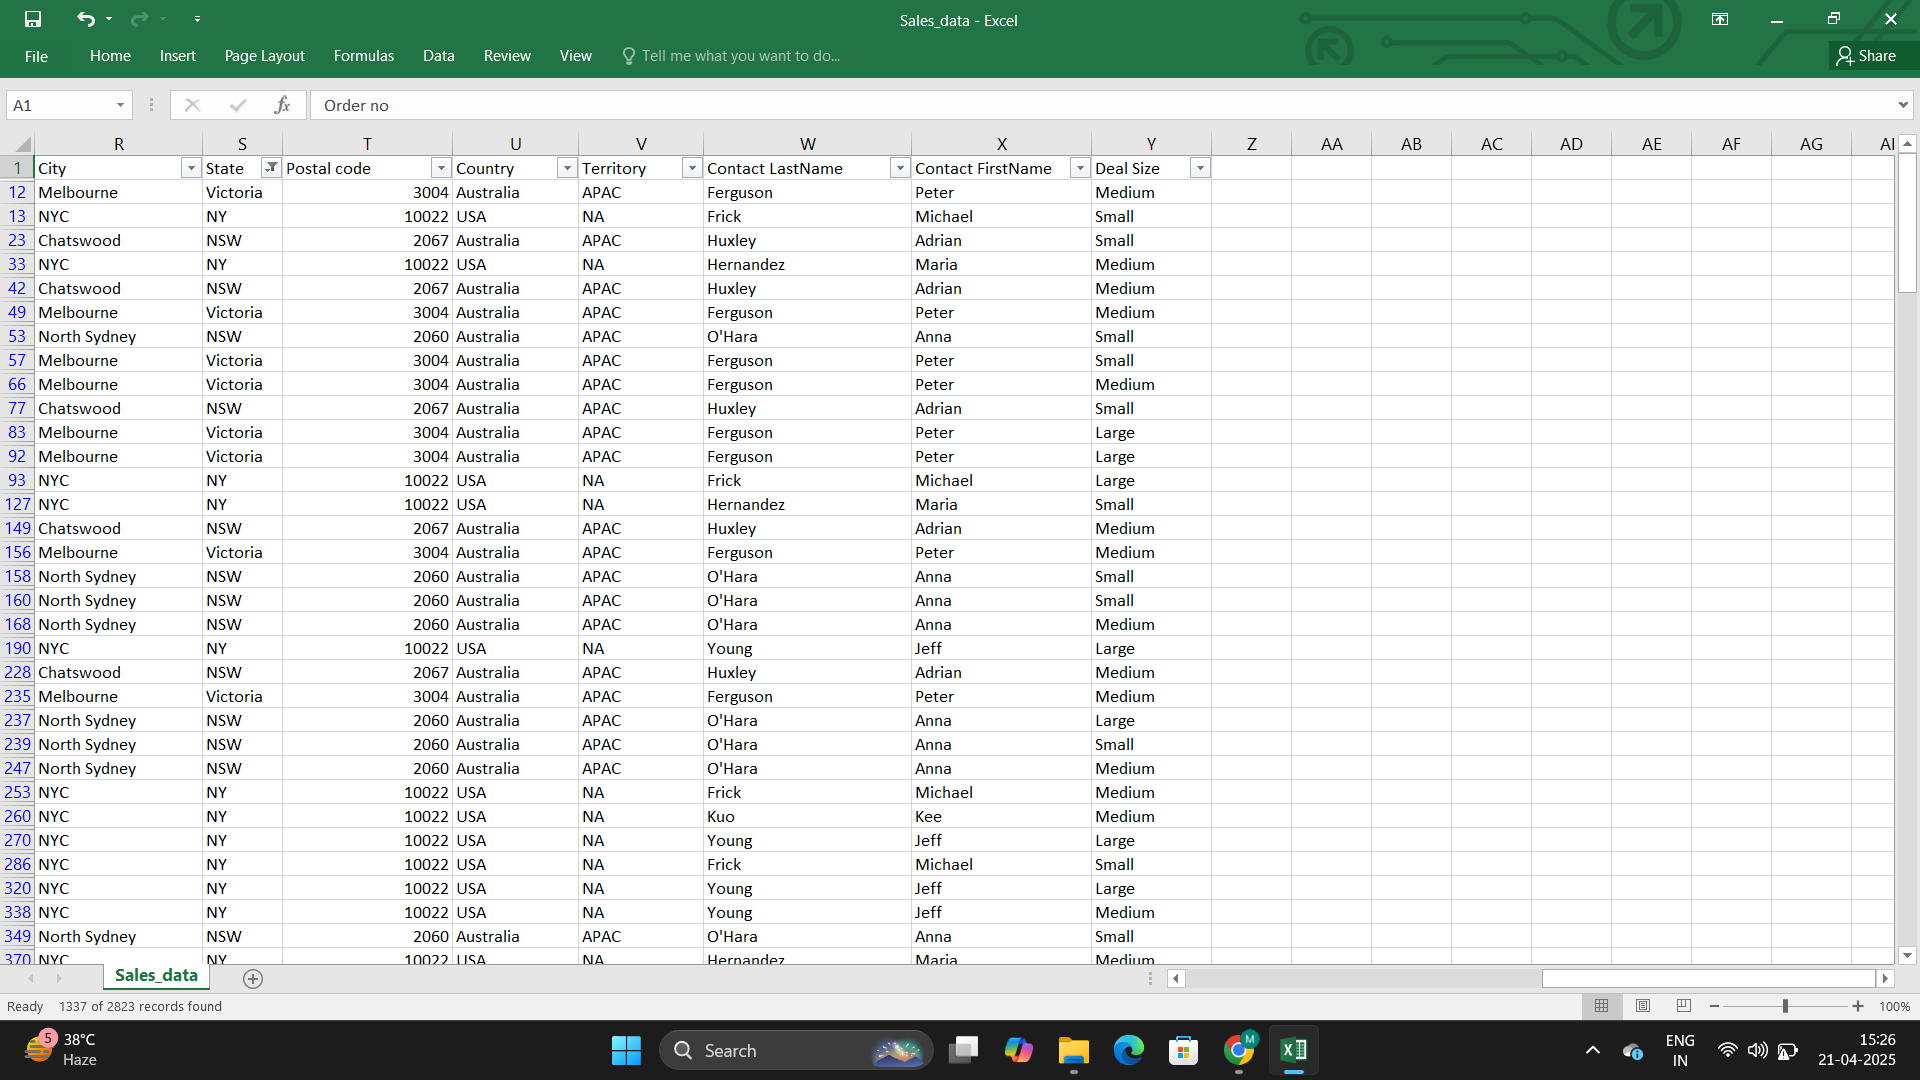 Sales_data - Excel
File Home Insert Page Layout Formulas Data Review View Tell me what you want to do... Share
A1 fx Order no
R S T U V W X Y Z AA AB AC AD AE AF AG
1 City State Postal code Country Territory Contact LastName Contact FirstName Deal Size
12 Melbourne Victoria 3004 Australia APAC Ferguson Peter Medium
13 NYC NY 10022 USA NA Frick Michael Small
23 Chatswood NSW 2067 Australia APAC Huxley Adrian Small
33 NYC NY 10022 USA NA Hernandez Maria Medium
42 Chatswood NSW 2067 Australia APAC Huxley Adrian Medium
49 Melbourne Victoria 3004 Australia APAC Ferguson Peter Medium
53 North Sydney NSW 2060 Australia APAC O'Hara Anna Small
57 Melbourne Victoria 3004 Australia APAC Ferguson Peter Small
66 Melbourne Victoria 3004 Australia APAC Ferguson Peter Medium
77 Chatswood NSW 2067 Australia APAC Huxley Adrian Small
83 Melbourne Victoria 3004 Australia APAC Ferguson Peter Large
92 Melbourne Victoria 3004 Australia APAC Ferguson Peter Large
93 NYC NY 10022 USA NA Frick Michael Large
127 NYC NY 10022 USA NA Hernandez Maria Small
149 Chatswood NSW 2067 Australia APAC Huxley Adrian Medium
156 Melbourne Victoria 3004 Australia APAC Ferguson Peter Medium
158 North Sydney NSW 2060 Australia APAC O'Hara Anna Small
160 North Sydney NSW 2060 Australia APAC O'Hara Anna Small
168 North Sydney NSW 2060 Australia APAC O'Hara Anna Medium
190 NYC NY 10022 USA NA Young Jeff Large
228 Chatswood NSW 2067 Australia APAC Huxley Adrian Medium
235 Melbourne Victoria 3004 Australia APAC Ferguson Peter Medium
237 North Sydney NSW 2060 Australia APAC O'Hara Anna Large
239 North Sydney NSW 2060 Australia APAC O'Hara Anna Small
247 North Sydney NSW 2060 Australia APAC O'Hara Anna Medium
253 NYC NY 10022 USA NA Frick Michael Medium
260 NYC NY 10022 USA NA Kuo Kee Medium
270 NYC NY 10022 USA NA Young Jeff Large
286 NYC NY 10022 USA NA Frick Michael Small
320 NYC NY 10022 USA NA Young Jeff Large
338 NYC NY 10022 USA NA Young Jeff Medium
349 North Sydney NSW 2060 Australia APAC O'Hara Anna Small
370 NYC NY 10022 USA NA Hernandez Maria Medium
Sales_data
Ready 1337 of 2823 records found 100%
5 38°C
Haze
Search
M
ENG
IN
15:26
21-04-2025